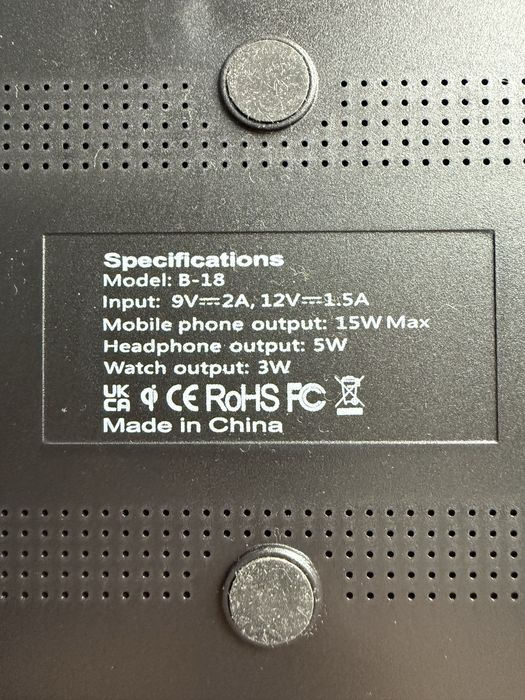 Specifications
Model: B-18
Input: 9V⎓2A, 12V⎓1.5A
Mobile phone output: 15W Max
Headphone output: 5W
Watch output: 3W
UK CA CE RoHS FC
Made in China